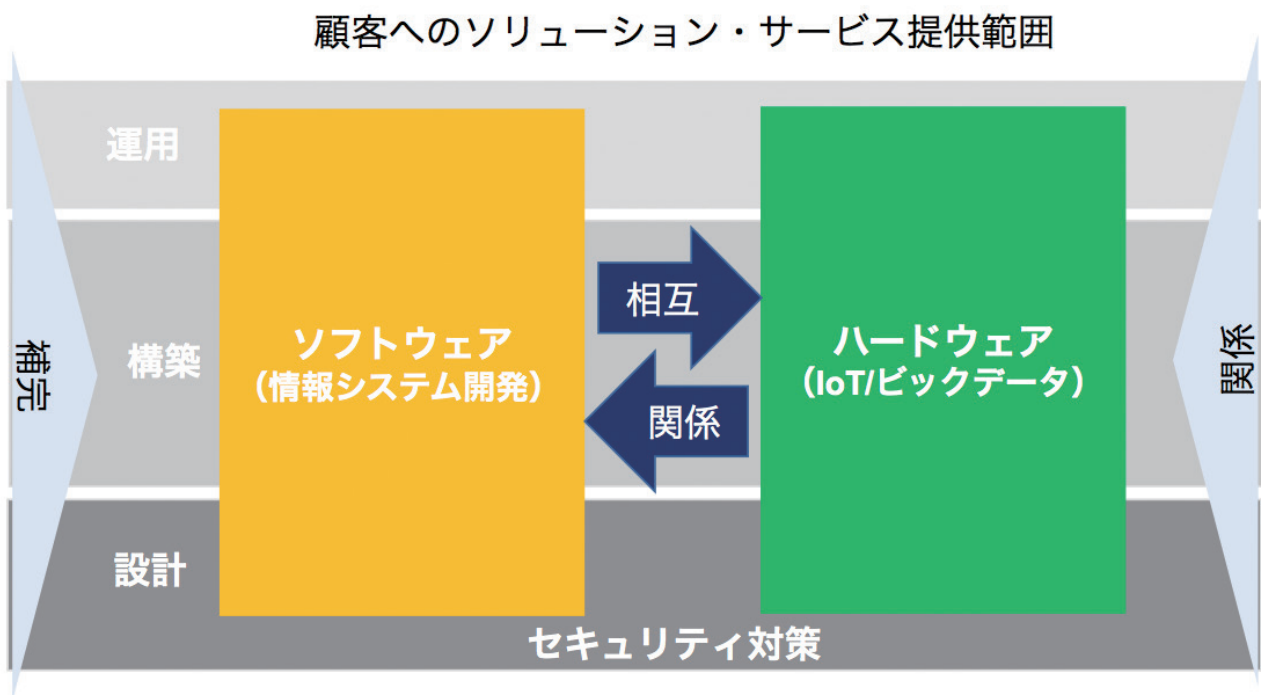 顧客へのソリューション・サービス提供範囲
運用
補完
構築
ソフトウェア
（情報システム開発）
相互
関係
ハードウェア
（IoT/ビックデータ）
関係
設計
セキュリティ対策